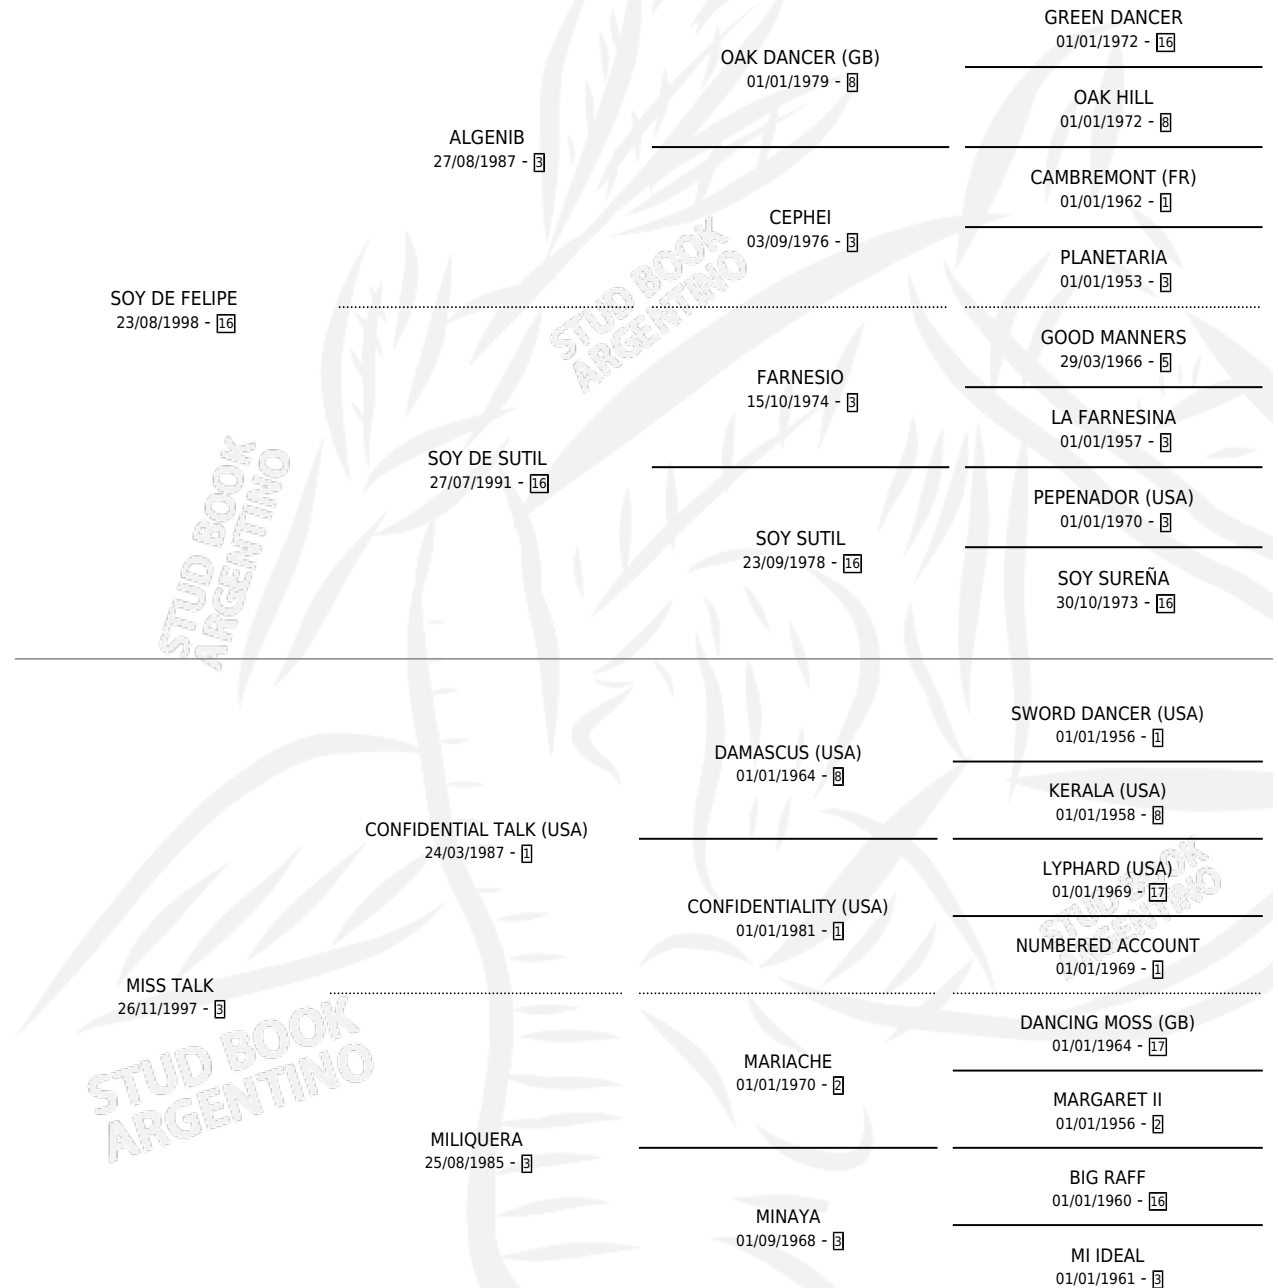 GREEN DANCER
01/01/1972 - 16
OAK DANCER (GB)
01/01/1979 - 8
OAK HILL
01/01/1972 - 8
ALGENIB
27/08/1987 - 3
CAMBREMONT (FR)
01/01/1962 - 1
CEPHEI
03/09/1976 - 3
PLANETARIA
01/01/1953 - 3
SOY DE FELIPE
23/08/1998 - 16
STUD BOOK
ARGENTINO
GOOD MANNERS
29/03/1966 - 5
FARNESIO
15/10/1974 - 3
LA FARNESINA
01/01/1957 - 3
SOY DE SUTIL
27/07/1991 - 16
PEPENADOR (USA)
01/01/1970 - 3
SOY SUTIL
23/09/1978 - 16
SOY SUREÑA
30/10/1973 - 16
STUD BOOK
ARGENTINO
SWORD DANCER (USA)
01/01/1956 - 1
DAMASCUS (USA)
01/01/1964 - 8
KERALA (USA)
01/01/1958 - 8
CONFIDENTIAL TALK (USA)
24/03/1987 - 1
LYPHARD (USA)
01/01/1969 - 17
CONFIDENTIALITY (USA)
01/01/1981 - 1
STUD BOOK
ARGENTINO
NUMBERED ACCOUNT
01/01/1969 - 1
MISS TALK
26/11/1997 - 3
STUD BOOK
ARGENTINO
DANCING MOSS (GB)
01/01/1964 - 17
MARIACHE
01/01/1970 - 2
MARGARET II
01/01/1956 - 2
MILIQUERA
25/08/1985 - 3
BIG RAFF
01/01/1960 - 16
MINAYA
01/09/1968 - 3
MI IDEAL
01/01/1961 - 3